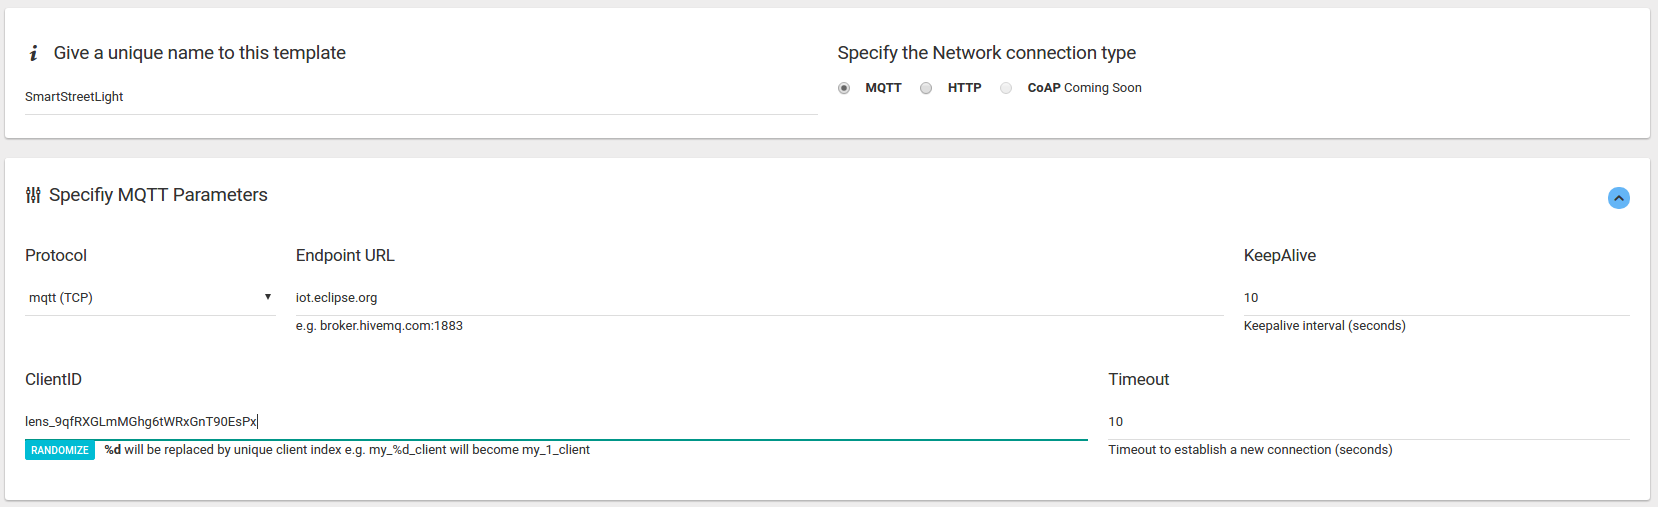 Give a unique name to this template
SmartStreetLight
Specify the Network connection type
MQTT HTTP CoAP Coming Soon
Specifiy MQTT Parameters
Protocol Endpoint URL KeepAlive
mqtt (TCP) iot.eclipse.org 10
e.g. broker.hivemq.com:1883 Keepalive interval (seconds)
ClientID Timeout
lens_9qfRXGLmMGhg6tWRxGnT90EsPx 10
RANDOMIZE %d will be replaced by unique client index e.g. my_%d_client will become my_1_client Timeout to establish a new connection (seconds)